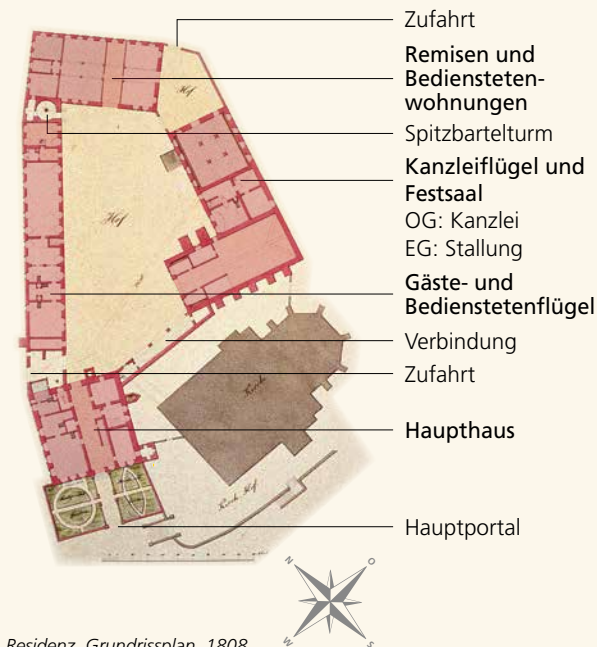 Zufahrt
Remisen und
Bediensteten-
wohnungen
Spitzbartelturm
Kanzleiflügel und
Festsaal
OG: Kanzlei
EG: Stallung
Gäste- und
Bedienstetenflügel
Verbindung
Zufahrt
Haupthaus
Hauptportal
Hof
Hof
Kirche
Kirch Hof
N
O
W
S
Residenz, Grundrissplan, 1808